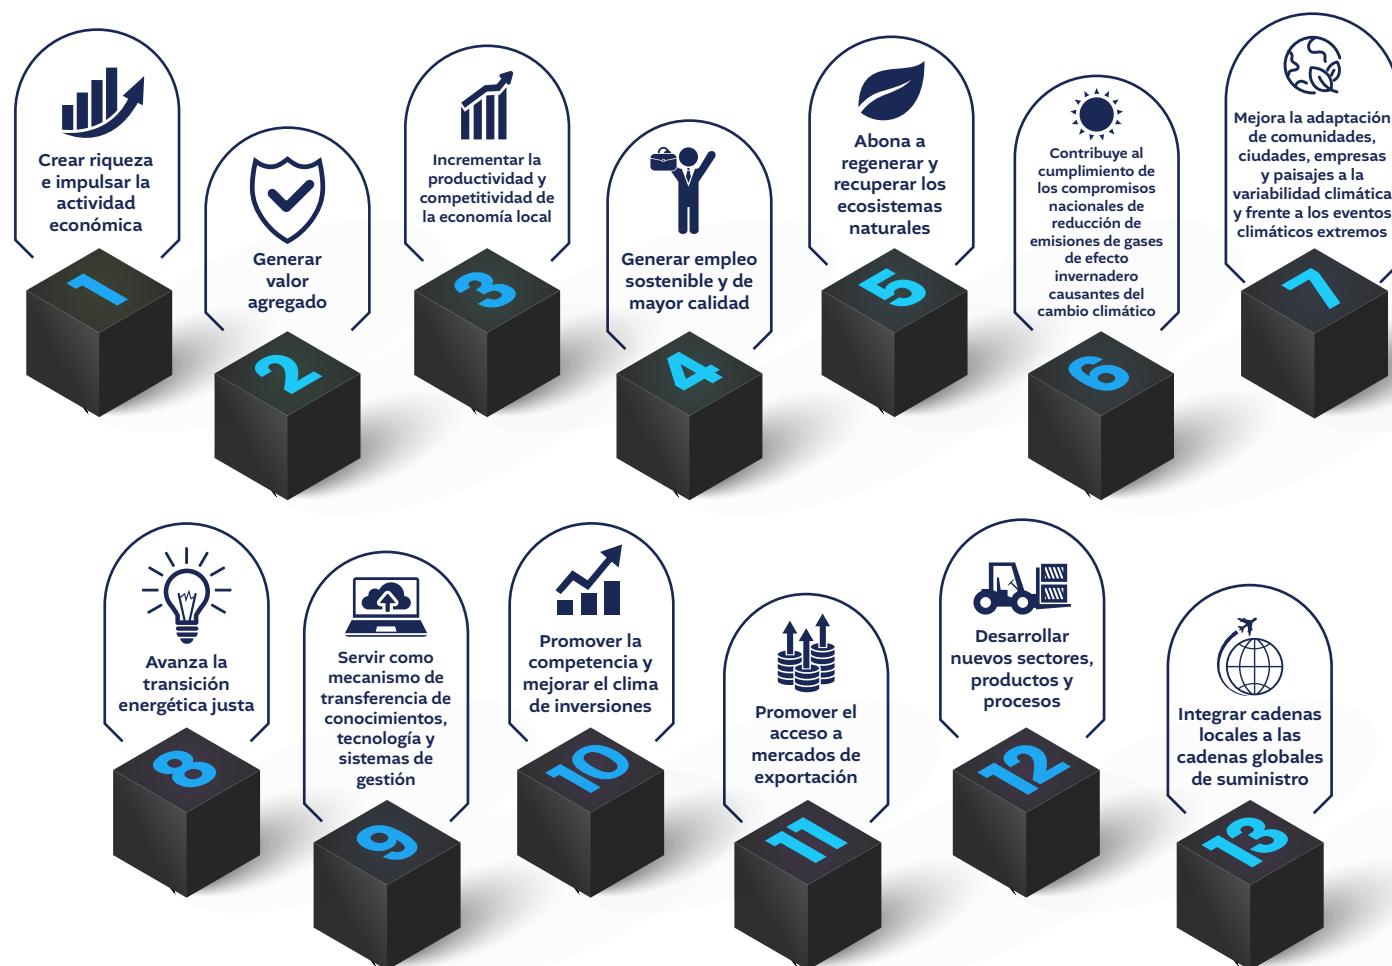 Crear riqueza
e impulsar la
actividad
económica
1
Generar
valor
agregado
2
Incrementar la
productividad y
competitividad de
la economía local
3
Generar empleo
sostenible y de
mayor calidad
4
Abona a
regenerar y
recuperar los
ecosistemas
naturales
5
Contribuye al
cumplimiento de
los compromisos
nacionales de
reducción de
emisiones de gases
de efecto
invernadero
causantes del
cambio climático
6
Mejora la adaptación
de comunidades,
ciudades, empresas
y paisajes a la
variabilidad climática
y frente a los eventos
climáticos extremos
7
Avanza la
transición
energética justa
8
Servir como
mecanismo de
transferencia de
conocimientos,
tecnología y
sistemas de
gestión
9
Promover la
competencia y
mejorar el clima
de inversiones
10
Promover el
acceso a
mercados de
exportación
11
Desarrollar
nuevos sectores,
productos y
procesos
12
Integrar cadenas
locales a las
cadenas globales
de suministro
13